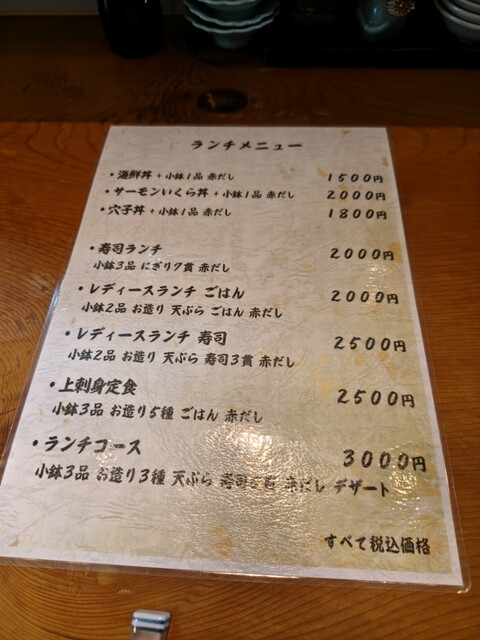 ランチメニュー
・海鮮丼 + 小鉢1品 赤だし 1500円
・サーモンいくら丼 + 小鉢1品 赤だし 2000円
・穴子丼 + 小鉢1品 赤だし 1800円
・寿司ランチ 2000円
小鉢3品 にぎり7貫 赤だし
・レディースランチ ごはん 2000円
小鉢2品 お造り 天ぷら ごはん 赤だし
・レディースランチ 寿司 2500円
小鉢2品 お造り 天ぷら 寿司3貫 赤だし
・上刺身定食 2500円
小鉢3品 お造り5種 ごはん 赤だし
・ランチコース 3000円
小鉢3品 お造り3種 天ぷら 寿司 赤だし デザート
すべて税込価格